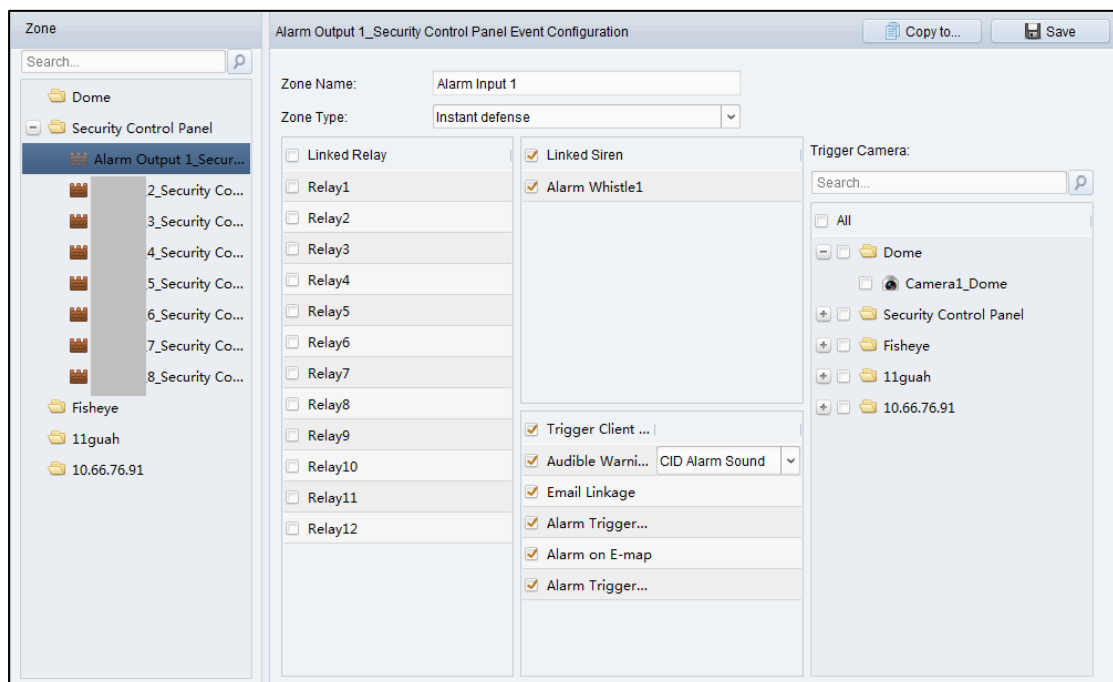 Zone
Search...
Dome
Security Control Panel
Alarm Output 1_Secur...
2_Security Co...
3_Security Co...
4_Security Co...
5_Security Co...
6_Security Co...
7_Security Co...
8_Security Co...
Fisheye
11guah
10.66.76.91
Alarm Output 1_Security Control Panel Event Configuration
Copy to...
Save
Zone Name:
Alarm Input 1
Zone Type:
Instant defense
Linked Relay
Relay1
Relay2
Relay3
Relay4
Relay5
Relay6
Relay7
Relay8
Relay9
Relay10
Relay11
Relay12
Linked Siren
Alarm Whistle1
Trigger Client ...
Audible Warni...
CID Alarm Sound
Email Linkage
Alarm Trigger...
Alarm on E-map
Alarm Trigger...
Trigger Camera:
Search...
All
Dome
Camera1_Dome
Security Control Panel
Fisheye
11guah
10.66.76.91